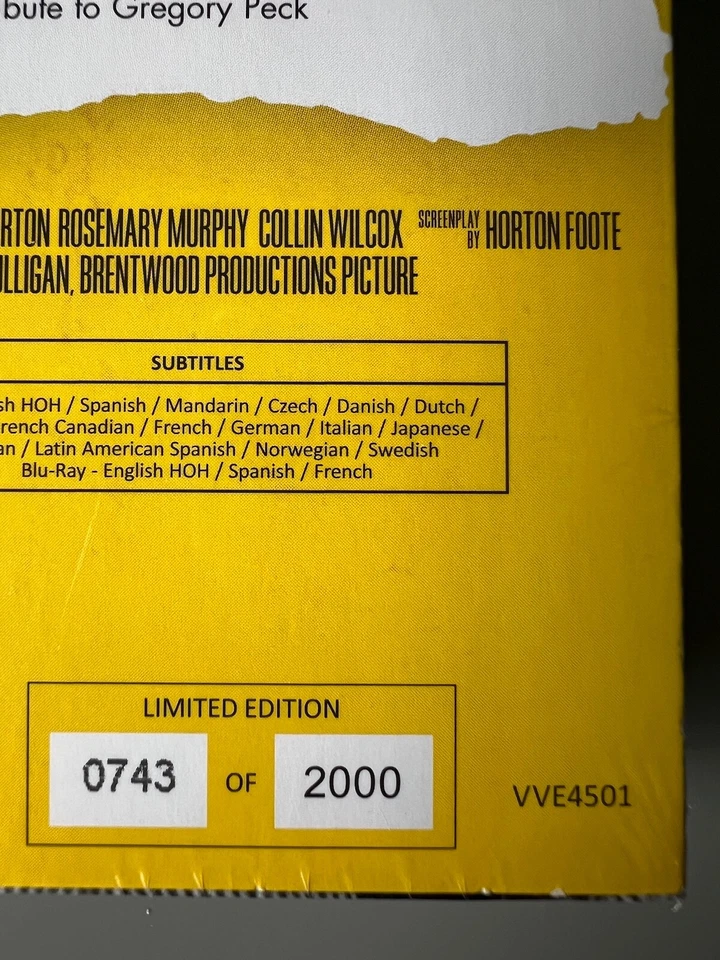 bute to Gregory Peck
RTON ROSEMARY MURPHY COLLIN WILCOX SCREENPLAY BY HORTON FOOTE
ULLIGAN, BRENTWOOD PRODUCTIONS PICTURE
SUBTITLES
sh HOH / Spanish / Mandarin / Czech / Danish / Dutch /
rench Canadian / French / German / Italian / Japanese /
an / Latin American Spanish / Norwegian / Swedish
Blu-Ray - English HOH / Spanish / French
LIMITED EDITION
0743 OF 2000
VVE4501